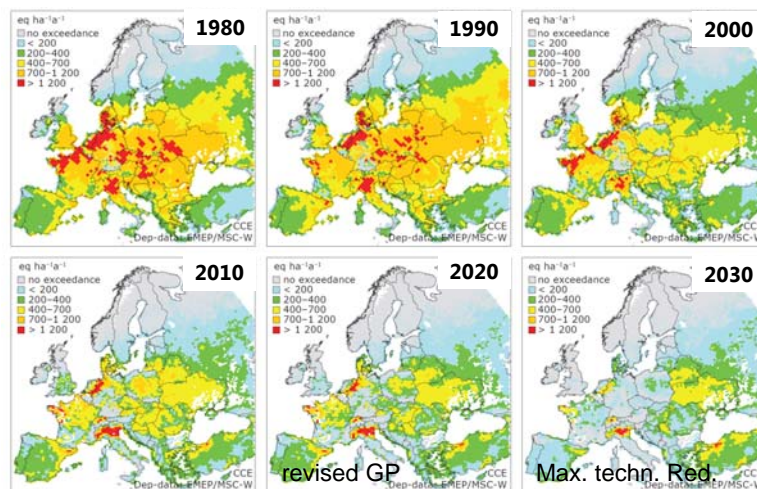 1980
eq ha⁻¹a⁻¹
no exceedance
< 200
200–400
400–700
700–1 200
> 1 200
CCE
Dep-data: EMEP/MSC-W
1990
eq ha⁻¹a⁻¹
no exceedance
< 200
200–400
400–700
700–1 200
> 1 200
CCE
Dep-data: EMEP/MSC-W
2000
eq ha⁻¹a⁻¹
no exceedance
< 200
200–400
400–700
700–1 200
> 1 200
CCE
Dep-data: EMEP/MSC-W
2010
eq ha⁻¹a⁻¹
no exceedance
< 200
200–400
400–700
700–1 200
> 1 200
CCE
Dep-data: EMEP/MSC-W
2020
eq ha⁻¹a⁻¹
no exceedance
< 200
200–400
400–700
700–1 200
> 1 200
revised GP
CCE
Dep-data: EMEP/MSC-W
2030
eq ha⁻¹a⁻¹
no exceedance
< 200
200–400
400–700
700–1 200
> 1 200
Max. techn. Red.
CCE
Dep-data: EMEP/MSC-W